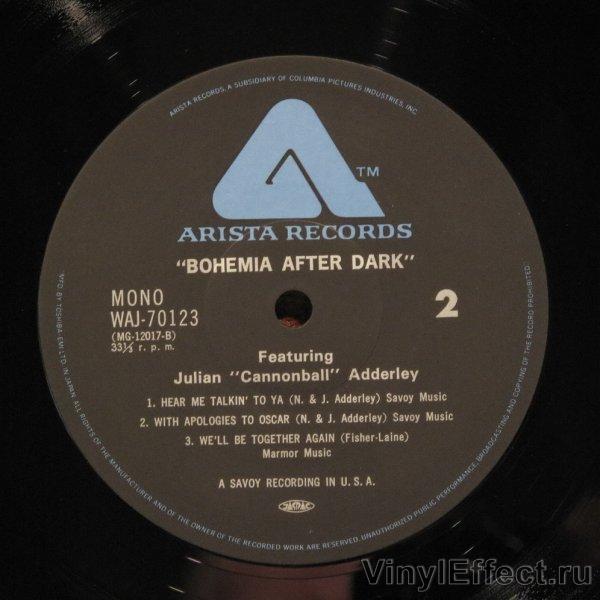 ARISTA RECORDS, A SUBSIDIARY OF COLUMBIA PICTURES INDUSTRIES, INC.
TM
ARISTA RECORDS
"BOHEMIA AFTER DARK"
MONO
WAJ-70123
(MG-12017-B)
33⅓ r. p. m.
2
Featuring
Julian "Cannonball" Adderley
1. HEAR ME TALKIN' TO YA (N. & J. Adderley) Savoy Music
2. WITH APOLOGIES TO OSCAR (N. & J. Adderley) Savoy Music
3. WE'LL BE TOGETHER AGAIN (Fisher-Laine)
Marmor Music
A SAVOY RECORDING IN U. S. A.
JASRAC
MFD. BY TOSHIBA EMI LTD. IN JAPAN ALL RIGHTS OF THE MANUFACTURER AND OF THE OWNER OF THE RECORDED WORK ARE RESERVED. UNAUTHORIZED PUBLIC PERFORMANCE, BROADCASTING AND COPYING OF THE RECORD PROHIBITED
VinylEffect.ru